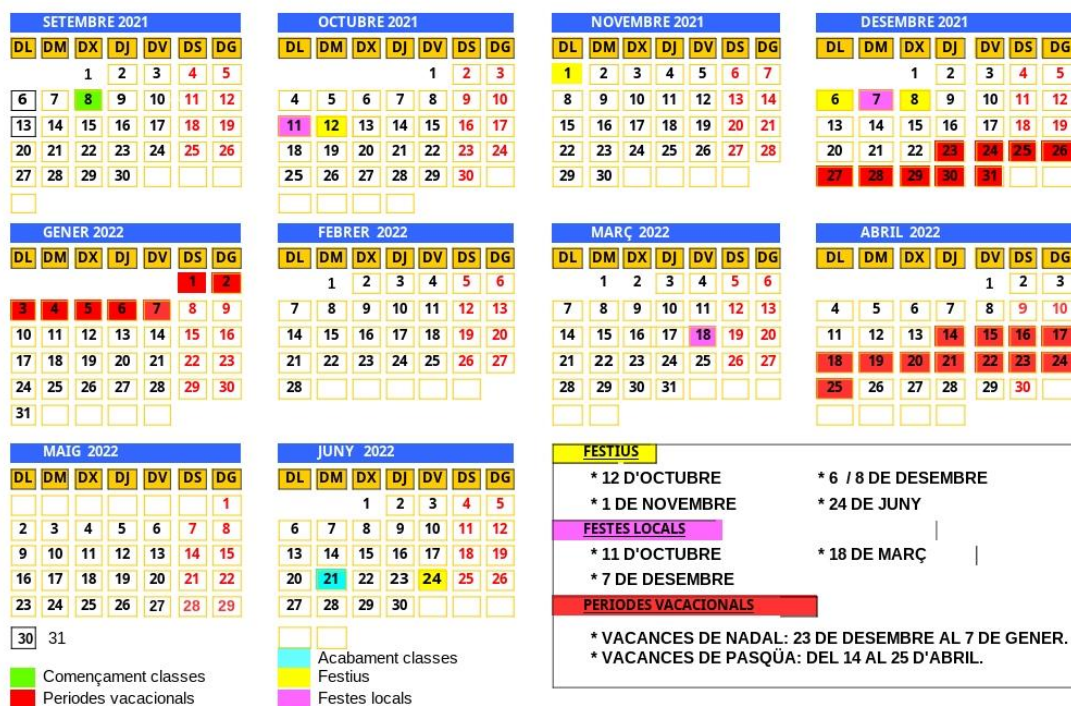 SETEMBRE 2021
DL DM DX DJ DV DS DG
1 2 3 4 5
6 7 8 9 10 11 12
13 14 15 16 17 18 19
20 21 22 23 24 25 26
27 28 29 30
OCTUBRE 2021
DL DM DX DJ DV DS DG
1 2 3
4 5 6 7 8 9 10
11 12 13 14 15 16 17
18 19 20 21 22 23 24
25 26 27 28 29 30
NOVEMBRE 2021
DL DM DX DJ DV DS DG
1 2 3 4 5 6 7
8 9 10 11 12 13 14
15 16 17 18 19 20 21
22 23 24 25 26 27 28
29 30
DESEMBRE 2021
DL DM DX DJ DV DS DG
1 2 3 4 5
6 7 8 9 10 11 12
13 14 15 16 17 18 19
20 21 22 23 24 25 26
27 28 29 30 31
GENER 2022
DL DM DX DJ DV DS DG
1 2
3 4 5 6 7 8 9
10 11 12 13 14 15 16
17 18 19 20 21 22 23
24 25 26 27 28 29 30
31
FEBRER 2022
DL DM DX DJ DV DS DG
1 2 3 4 5 6
7 8 9 10 11 12 13
14 15 16 17 18 19 20
21 22 23 24 25 26 27
28
MARÇ 2022
DL DM DX DJ DV DS DG
1 2 3 4 5 6
7 8 9 10 11 12 13
14 15 16 17 18 19 20
21 22 23 24 25 26 27
28 29 30 31
ABRIL 2022
DL DM DX DJ DV DS DG
1 2 3
4 5 6 7 8 9 10
11 12 13 14 15 16 17
18 19 20 21 22 23 24
25 26 27 28 29 30
MAIG 2022
DL DM DX DJ DV DS DG
1
2 3 4 5 6 7 8
9 10 11 12 13 14 15
16 17 18 19 20 21 22
23 24 25 26 27 28 29
30 31
JUNY 2022
DL DM DX DJ DV DS DG
1 2 3 4 5
6 7 8 9 10 11 12
13 14 15 16 17 18 19
20 21 22 23 24 25 26
27 28 29 30
FESTIUS
* 12 D'OCTUBRE * 6 / 8 DE DESEMBRE
* 1 DE NOVEMBRE * 24 DE JUNY
FESTES LOCALS
* 11 D'OCTUBRE * 18 DE MARÇ
* 7 DE DESEMBRE
PERIODES VACACIONALS
* VACANCES DE NADAL: 23 DE DESEMBRE AL 7 DE GENER.
* VACANCES DE PASQÜA: DEL 14 AL 25 D'ABRIL.
Començament classes
Periodes vacacionals
Acabament classes
Festius
Festes locals